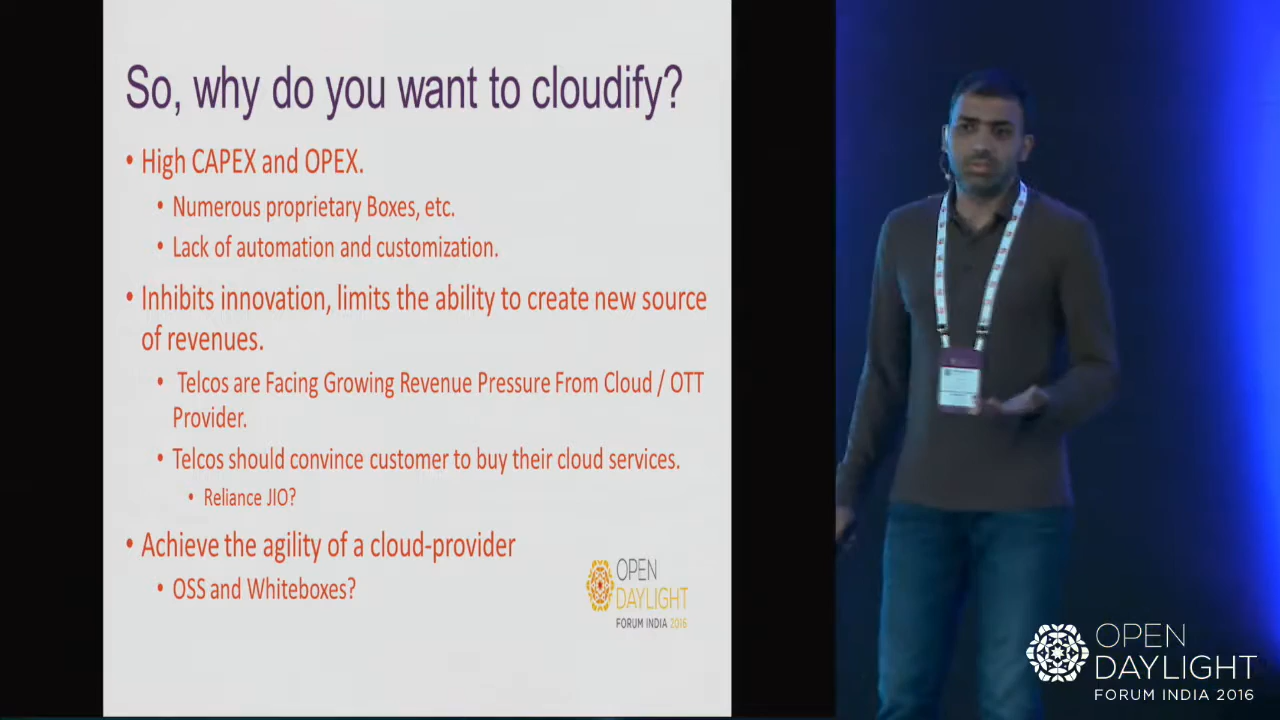 So, why do you want to cloudify?
• High CAPEX and OPEX.
• Numerous proprietary Boxes, etc.
• Lack of automation and customization.
• Inhibits innovation, limits the ability to create new source
of revenues.
• Telcos are Facing Growing Revenue Pressure From Cloud / OTT
Provider.
• Telcos should convince customer to buy their cloud services.
• Reliance JIO?
• Achieve the agility of a cloud-provider
• OSS and Whiteboxes?
OPEN
DAYLIGHT
FORUM INDIA 2016
OPEN
DAYLIGHT
FORUM INDIA 2016